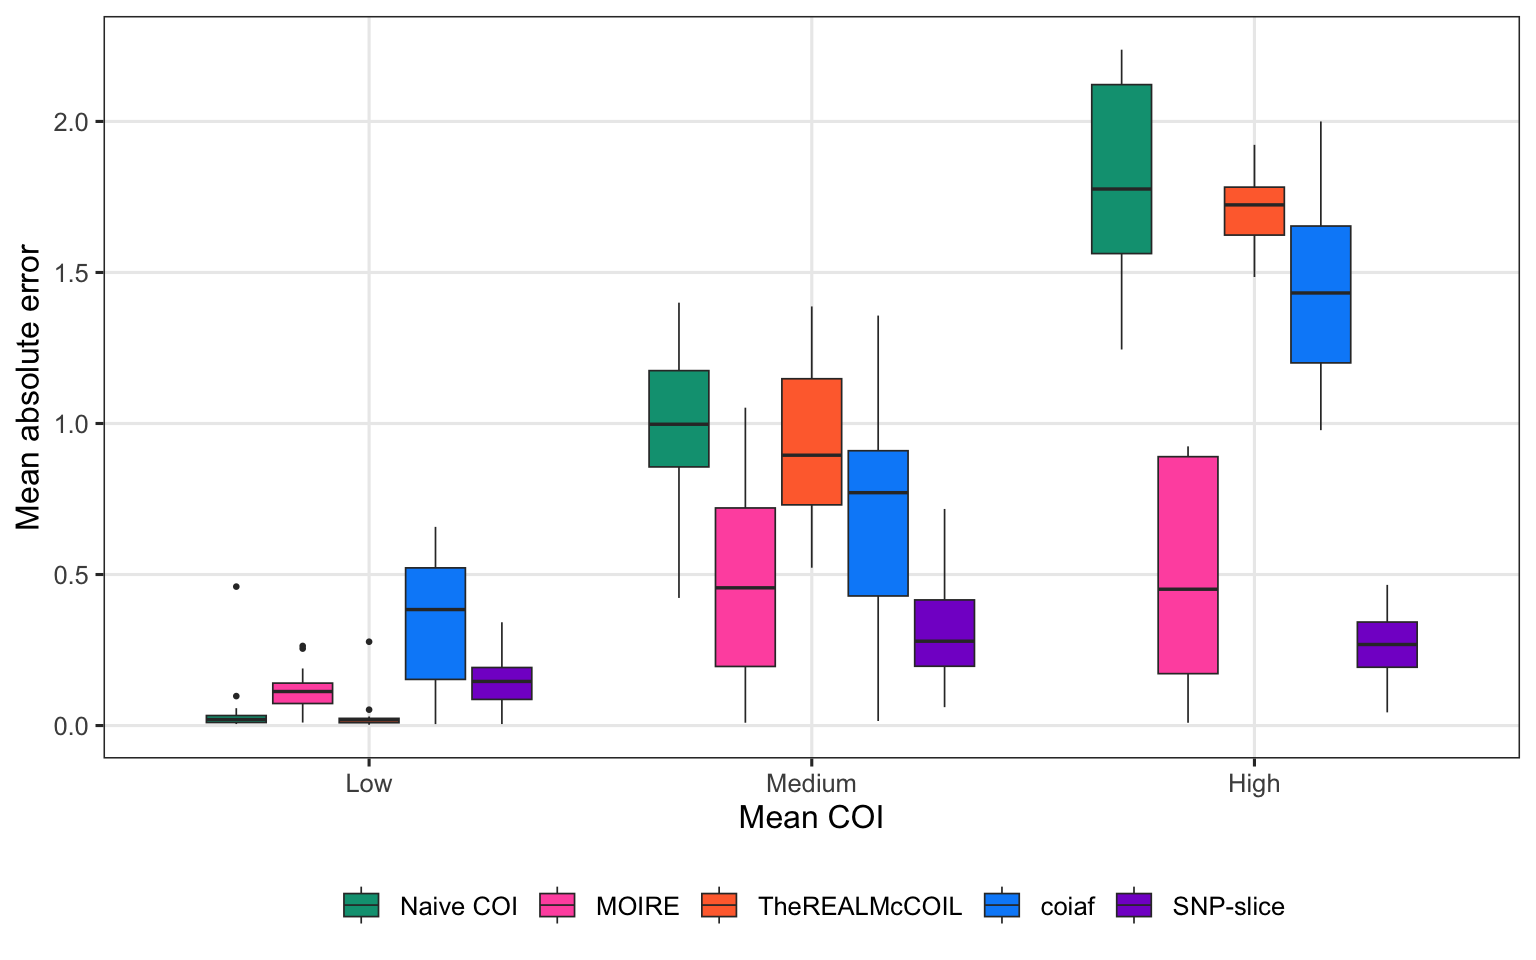 Mean absolute error
2.0
1.5
1.0
0.5
0.0
Low Medium High
Mean COI
Naive COI MOIRE TheREALMcCOIL coiaf SNP-slice